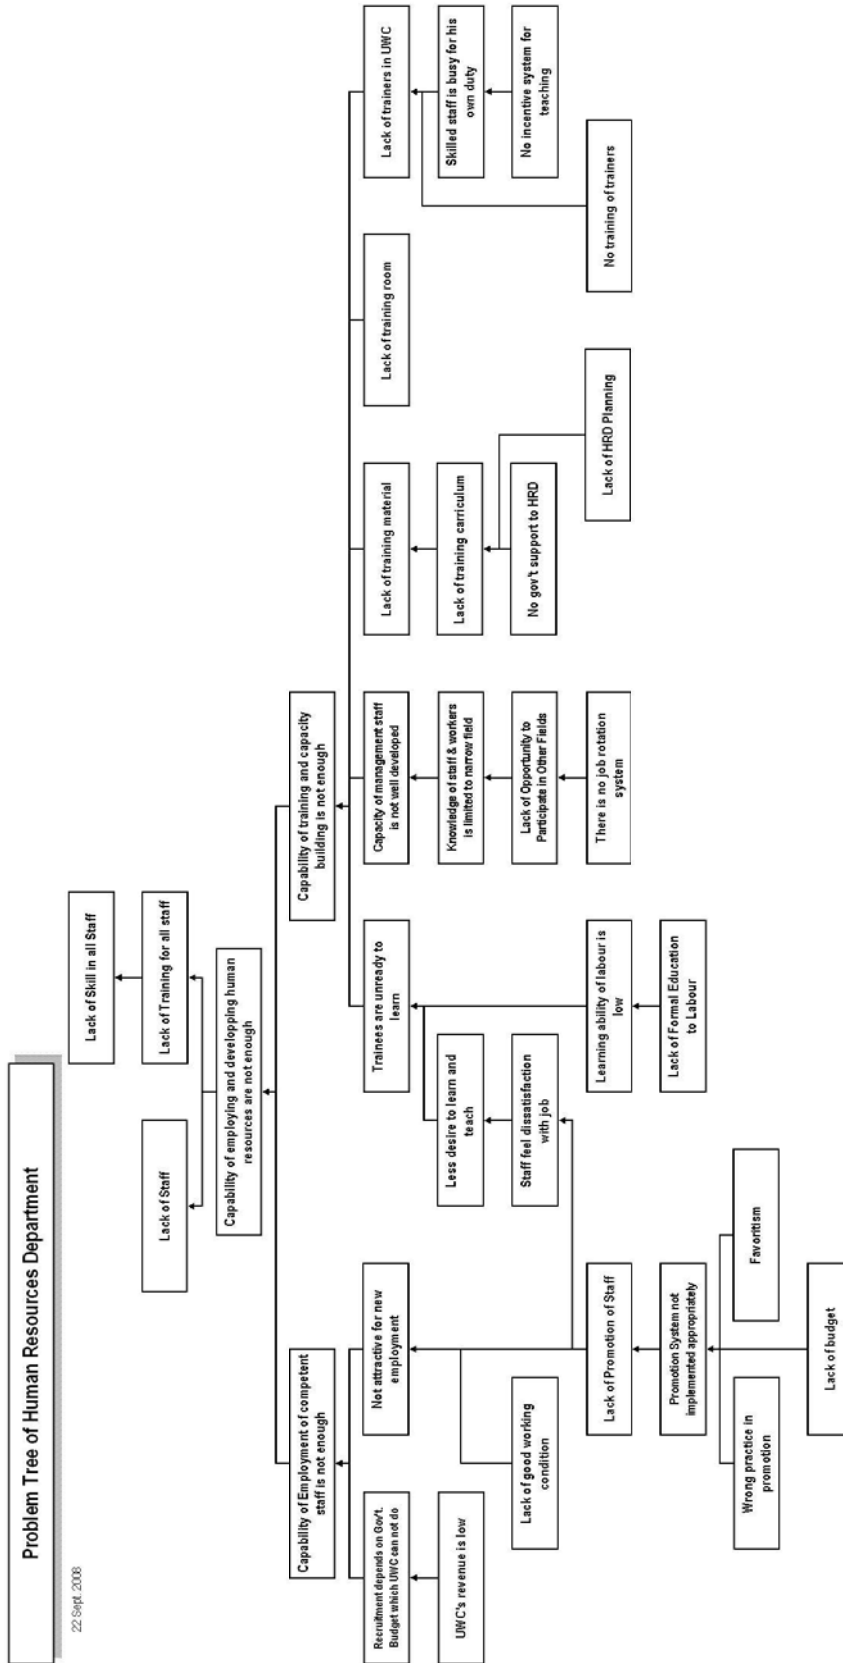 Problem Tree of Human Resources Department
22 Sept. 2008
Lack of Skill in all Staff
Lack of Staff
Lack of Training for all staff
Capability of employing and developping human
resources are not enough
Capability of Employment of competent
staff is not enough
Capability of training and capacity
building is not enough
Recruitment depends on Gov't.
Budget which UWC can not do
Not attractive for new
employment
Trainees are unready to
learn
Capacity of management staff
is not well developed
Lack of training material
Lack of training room
Lack of trainers in UWC
UWC's revenue is low
Less desire to learn and
teach
Knowledge of staff & workers
is limited to narrow field
Lack of training carriculum
Skilled staff is busy for his
own duty
Lack of good working
condition
Staff feel dissatisfaction
with job
Lack of Opportunity to
Participate in Other Fields
No gov't support to HRD
No incentive system for
teaching
Lack of Promotion of Staff
Learning ability of labour is
low
There is no job rotation
system
Lack of HRD Planning
No training of trainers
Promotion System not
implemented appropriately
Lack of Formal Education
to Labour
Wrong practice in
promotion
Favoritism
Lack of budget